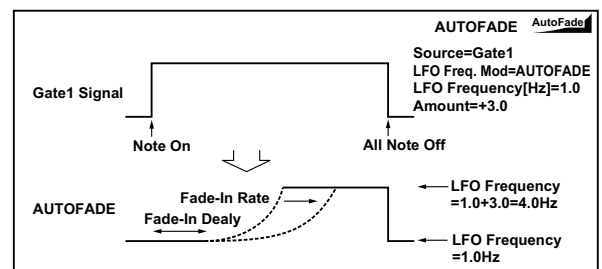 AUTOFADE AutoFade
Source=Gate1
LFO Freq. Mod=AUTOFADE
LFO Frequency[Hz]=1.0
Amount=+3.0
Gate1 Signal
Note On
All Note Off
Fade-In Rate
LFO Frequency
=1.0+3.0=4.0Hz
AUTOFADE
Fade-In Dealy
LFO Frequency
=1.0Hz